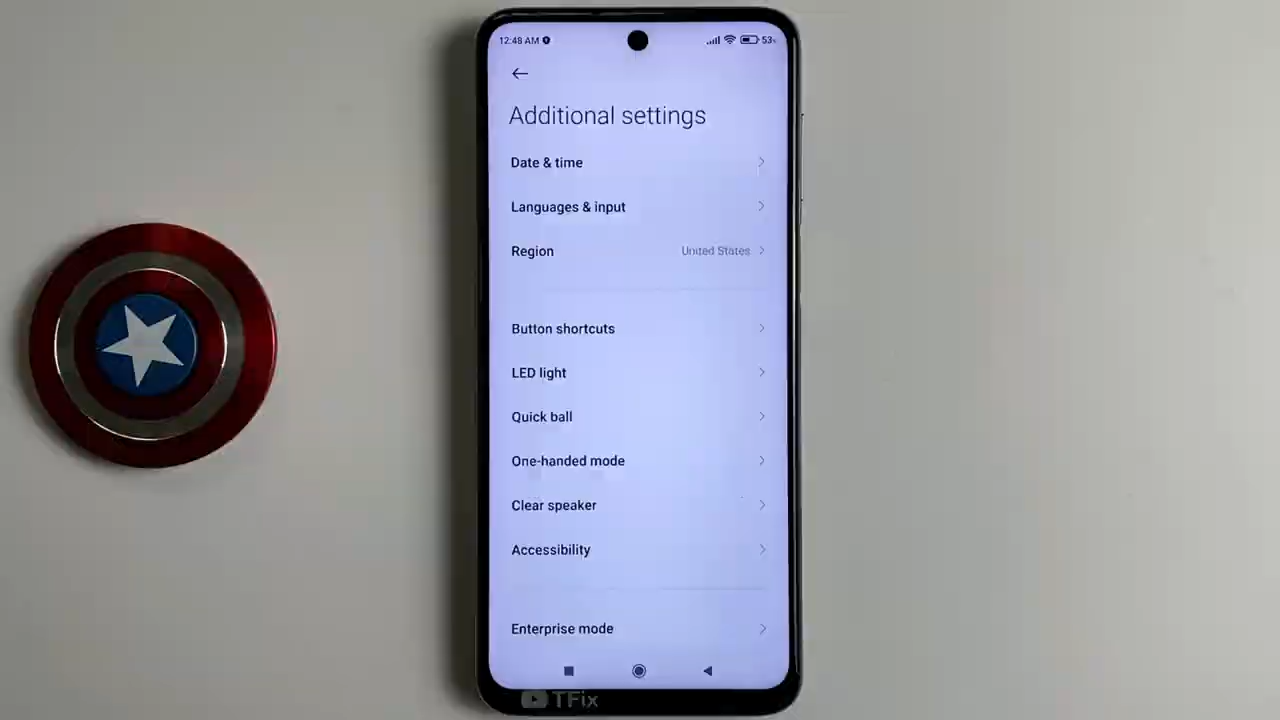 12:48 AM
53%
Additional settings
Date & time
Languages & input
Region United States
Button shortcuts
LED light
Quick ball
One-handed mode
Clear speaker
Accessibility
Enterprise mode
TFix